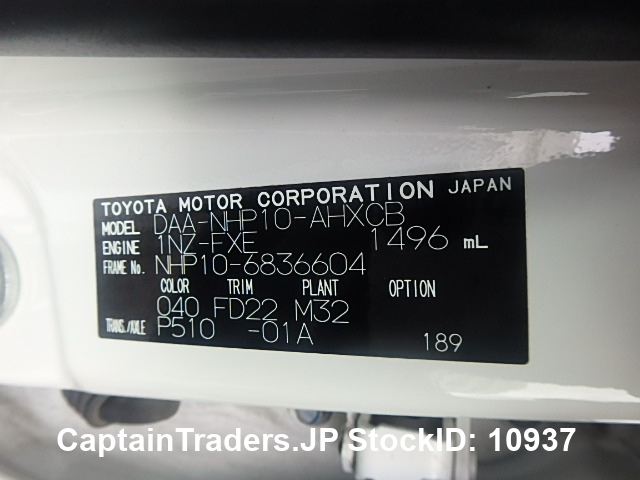 TOYOTA MOTOR CORPORATION JAPAN
MODEL DAA-NHP10-AHXCB
ENGINE 1NZ-FXE 1496 mL
FRAME No. NHP10-6836604
COLOR TRIM PLANT OPTION
040 FD22 M32
TRANS./AXLE P510 -01A
189
CaptainTraders.JP StockID: 10937